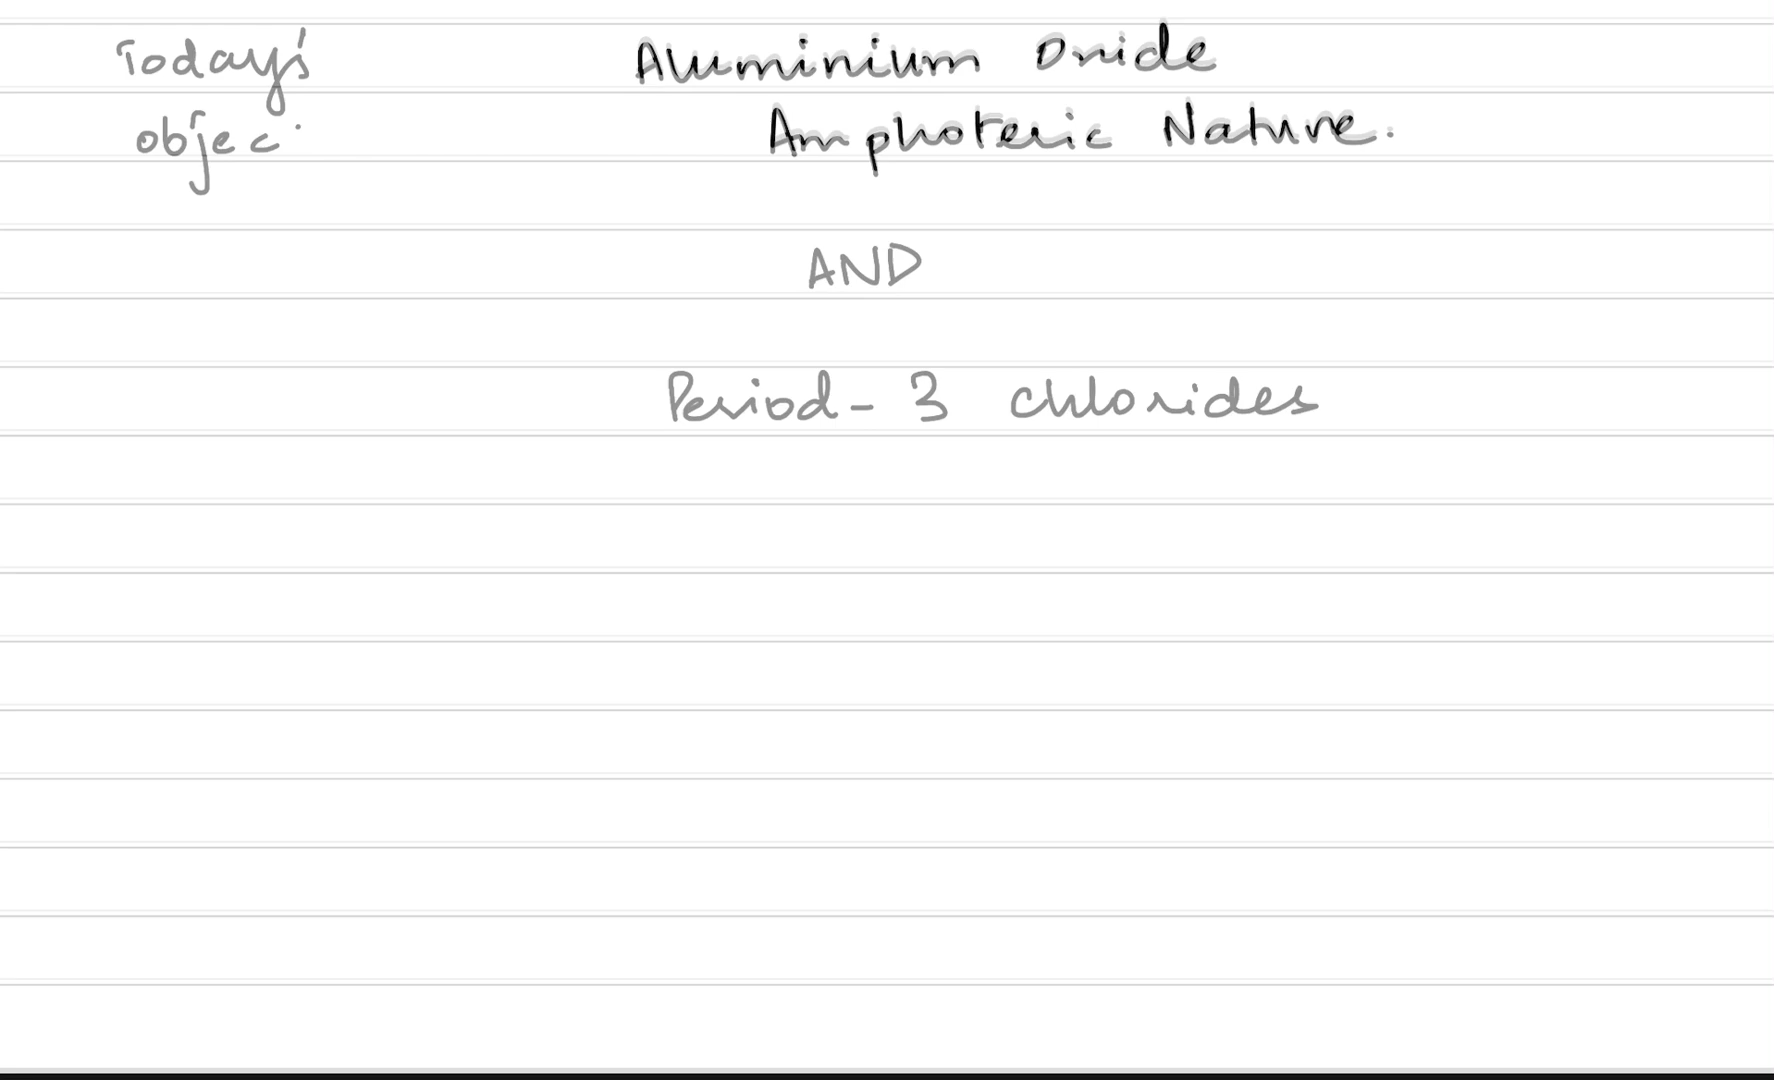 Today's Aluminium Oxide
objec. Amphoteric Nature.
AND
Period - 3 chlorides